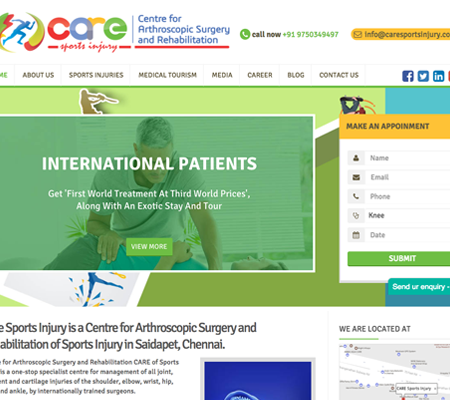 care
sports injury
Centre for
Arthroscopic Surgery
and Rehabilitation
call now +91 9750349497
info@caresportsinjury.co
ME ABOUT US SPORTS INJURIES MEDICAL TOURISM MEDIA CAREER BLOG CONTACT US
INTERNATIONAL PATIENTS
Get 'First World Treatment At Third World Prices',
Along With An Exotic Stay And Tour
VIEW MORE
MAKE AN APPOINMENT
Name
Email
Phone
Knee
Date
SUBMIT
Send ur enquiry -
e Sports Injury is a Centre for Arthroscopic Surgery and
habilitation of Sports Injury in Saidapet, Chennai.
e for Arthroscopic Surgery and Rehabilitation CARE of Sports
is a one-stop specialist centre for management of all joint,
ent and cartilage injuries of the shoulder, elbow, wrist, hip,
and ankle, by internationally trained surgeons.
WE ARE LOCATED AT
CARE Sports Injury